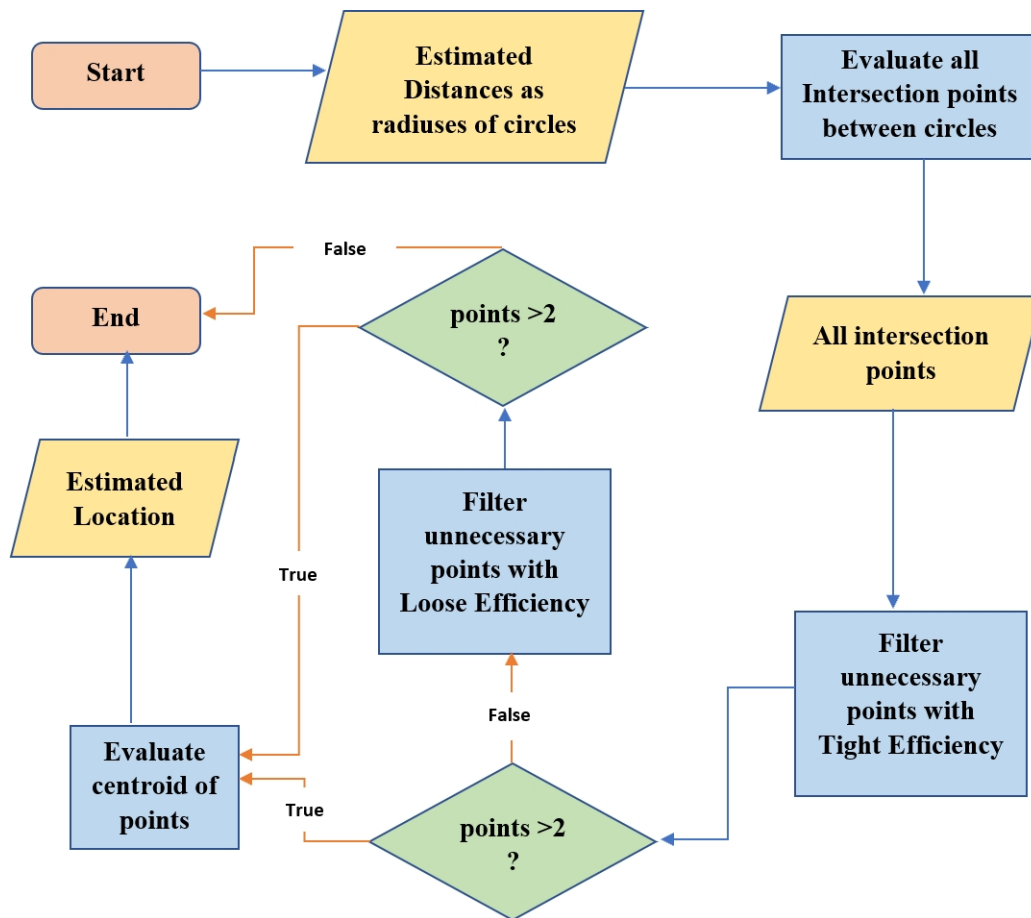 Start
Estimated
Distances as
radiuses of circles
Evaluate all
Intersection points
between circles
All intersection
points
Filter
unnecessary
points with
Tight Efficiency
points >2
?
False
True
Filter
unnecessary
points with
Loose Efficiency
points >2
?
False
True
Evaluate
centroid of
points
Estimated
Location
End